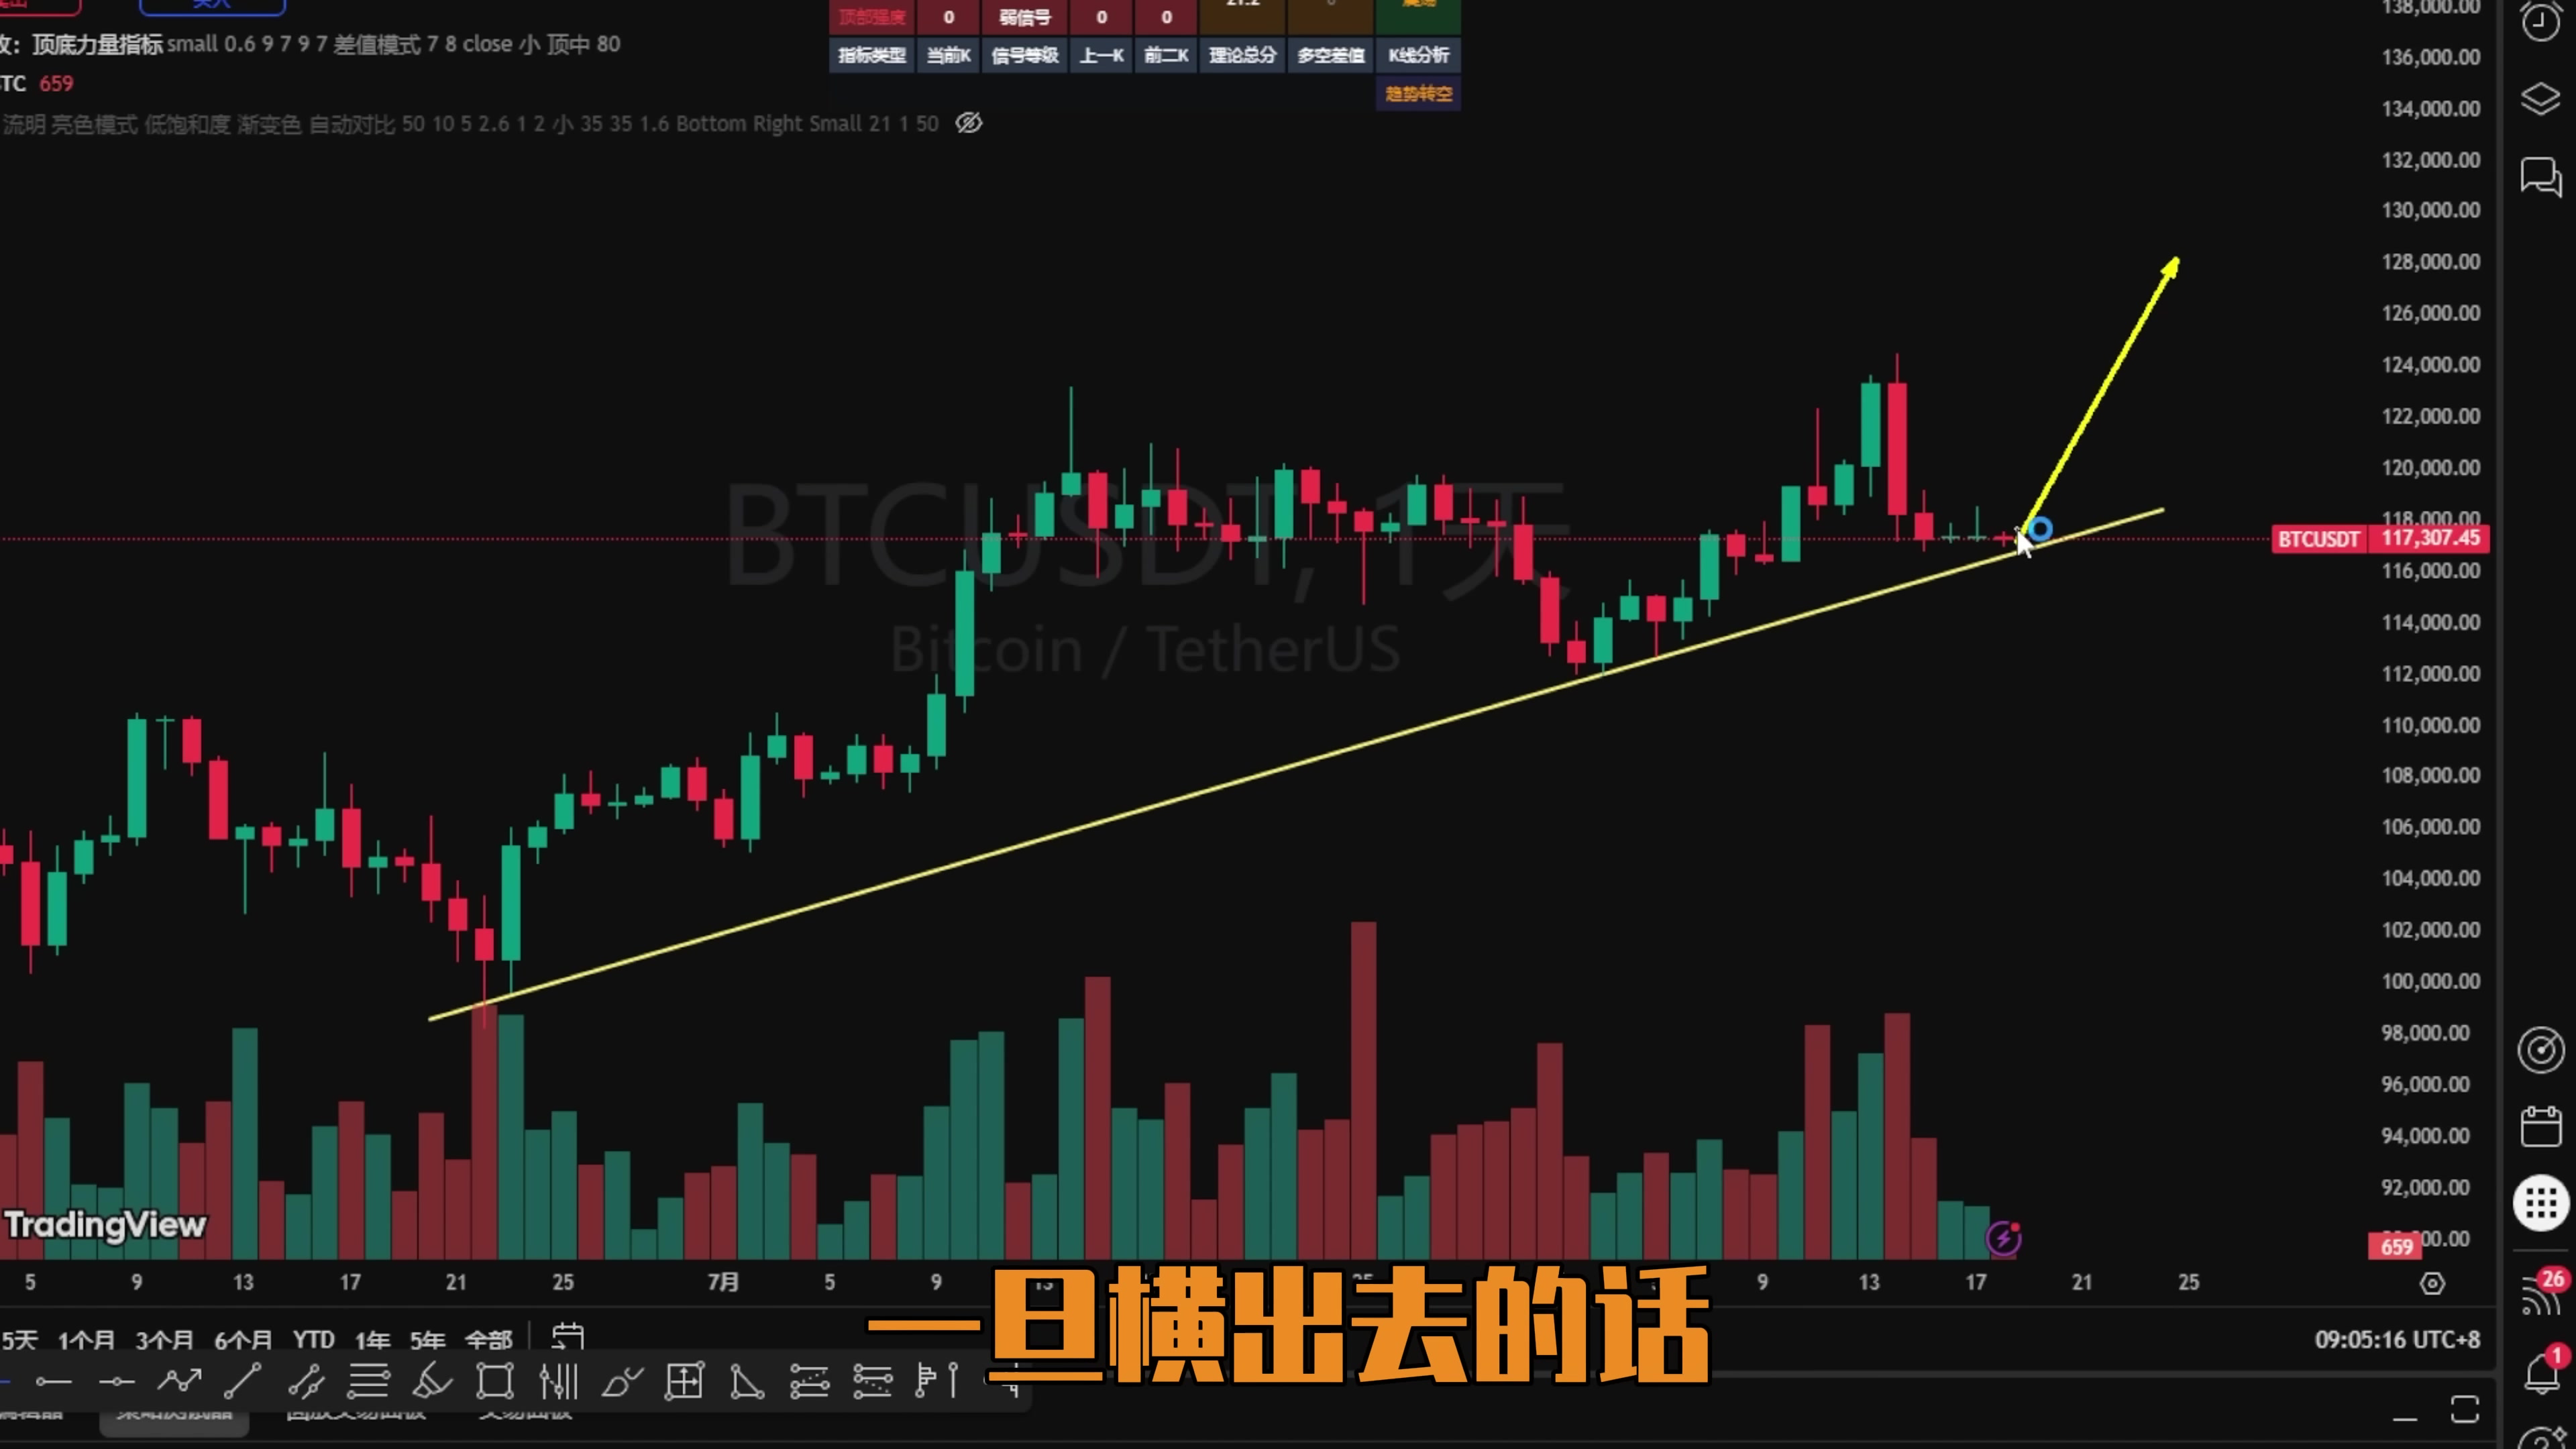 买入
顶部强度 0 弱信号 0 0 21.2 0 震荡
攻：顶底力量指标 small 0.6 9 7 9 7 差值模式 7 8 close 小 顶中 80
指标类型 当前K 信号等级 上一K 前二K 理论总分 多空差值 K线分析
TC 659
趋势转空
流明 亮色模式 低饱和度 渐变色 自动对比 50 10 5 2.6 1 2 小 35 35 1.6 Bottom Right Small 21 1 50
138,000.00
136,000.00
134,000.00
132,000.00
130,000.00
128,000.00
126,000.00
124,000.00
122,000.00
120,000.00
118,000.00
BTCUSDT 117,307.45
116,000.00
114,000.00
112,000.00
110,000.00
108,000.00
106,000.00
104,000.00
102,000.00
100,000.00
98,000.00
96,000.00
94,000.00
92,000.00
659
BTCUSDT, 1天
Bitcoin / TetherUS
TradingView
5 9 13 17 21 25 7月 5 9 13 25 9 13 17 21 25
一旦横出去的话
5天 1个月 3个月 6个月 YTD 1年 5年 全部
09:05:16 UTC+8
26
1